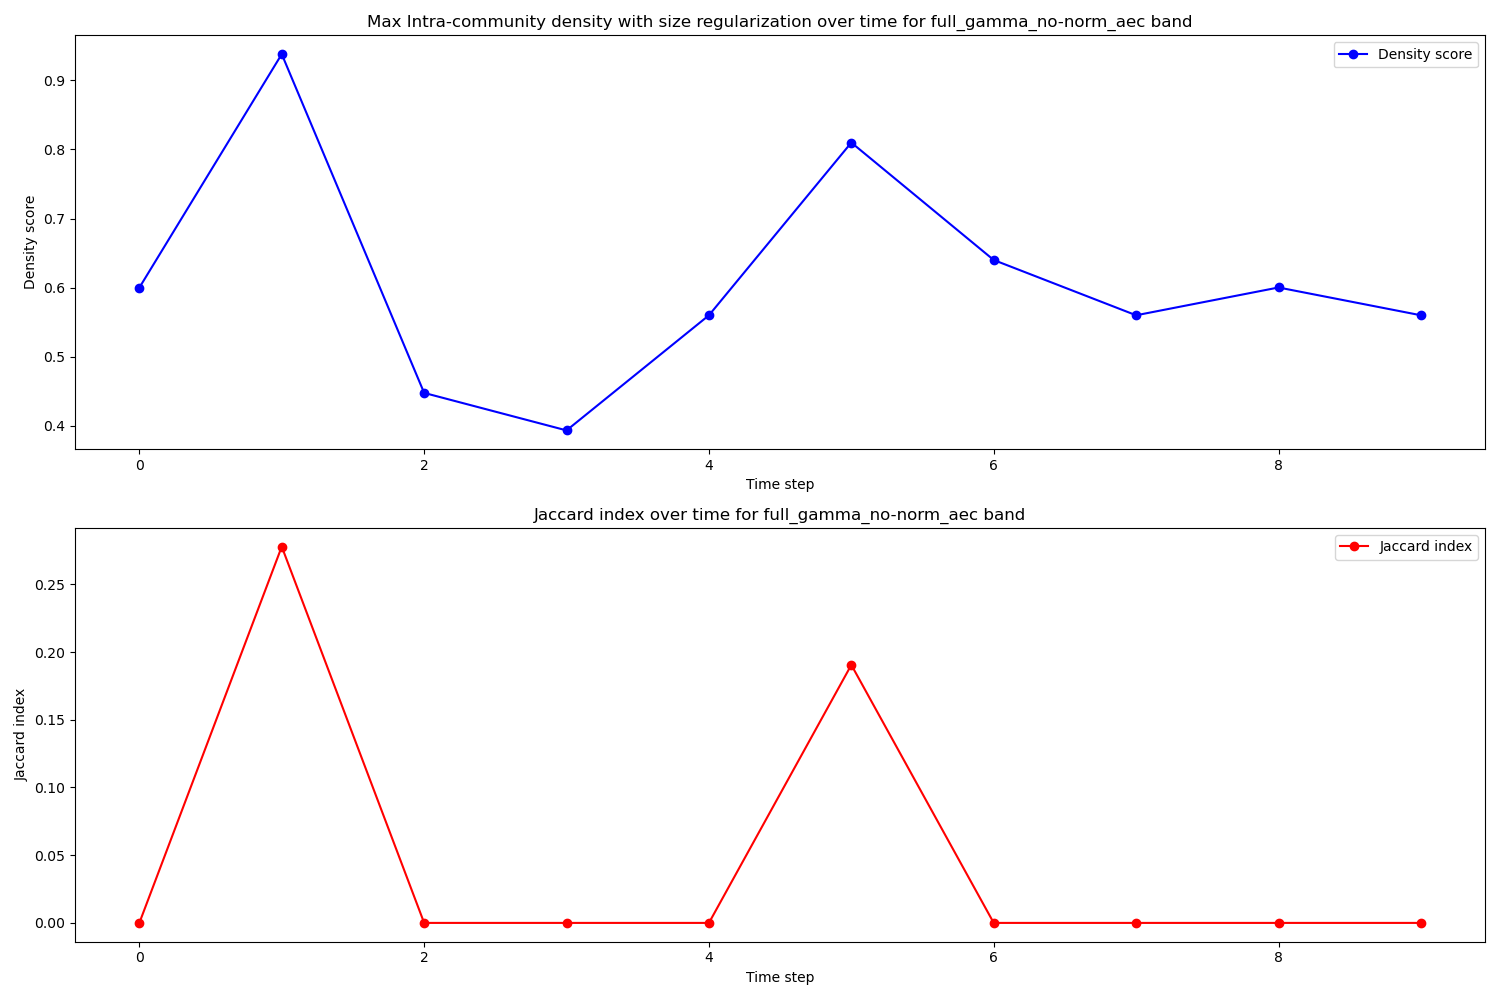 Max Intra-community density with size regularization over time for full_gamma_no-norm_aec band
Density score
0.9
0.8
0.7
0.6
0.5
0.4
Density score
0 2 4 6 8
Time step
Jaccard index over time for full_gamma_no-norm_aec band
Jaccard index
0.25
0.20
0.15
0.10
0.05
0.00
Jaccard index
0 2 4 6 8
Time step